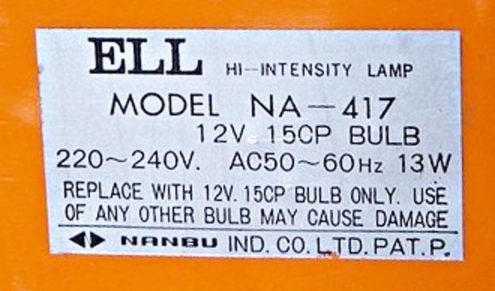 ELL HI-INTENSITY LAMP
MODEL NA-417
12V 15CP BULB
220~240V. AC50~60Hz 13W
REPLACE WITH 12V. 15CP BULB ONLY. USE
OF ANY OTHER BULB MAY CAUSE DAMAGE
NANBU IND. CO. LTD. PAT. P.